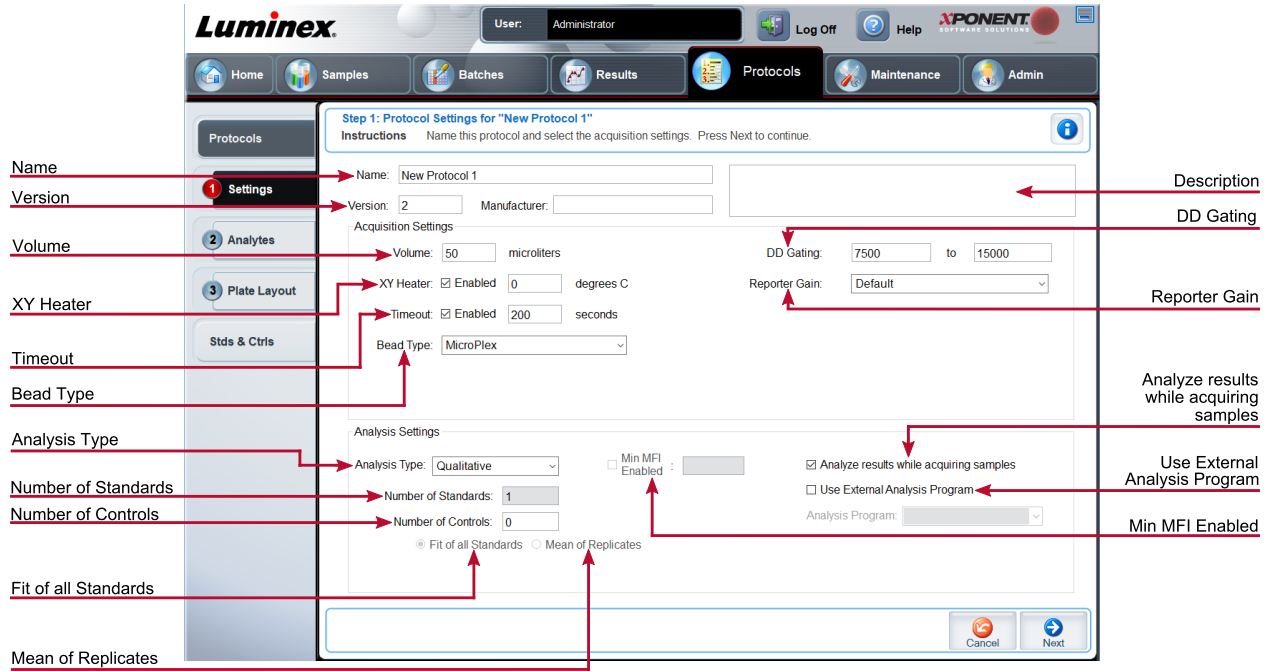 Luminex.
User: Administrator
Log Off
Help
XPONENT.
SOFTWARE SOLUTIONS
Home
Samples
Batches
Results
Protocols
Maintenance
Admin
Protocols
1 Settings
2 Analytes
3 Plate Layout
Stds & Ctrls
Step 1: Protocol Settings for "New Protocol 1"
Instructions Name this protocol and select the acquisition settings. Press Next to continue.
Name: New Protocol 1
Version: 2 Manufacturer:
Acquisition Settings
Volume: 50 microliters
DD Gating: 7500 to 15000
XY Heater: Enabled 0 degrees C
Reporter Gain: Default
Timeout: Enabled 200 seconds
Bead Type: MicroPlex
Analysis Settings
Analysis Type: Qualitative
Min MFI
Enabled :
Analyze results while acquiring samples
Number of Standards: 1
Use External Analysis Program
Number of Controls: 0
Analysis Program:
Fit of all Standards Mean of Replicates
Cancel
Next
Name
Version
Volume
XY Heater
Timeout
Bead Type
Analysis Type
Number of Standards
Number of Controls
Fit of all Standards
Mean of Replicates
Description
DD Gating
Reporter Gain
Analyze results
while acquiring
samples
Use External
Analysis Program
Min MFI Enabled